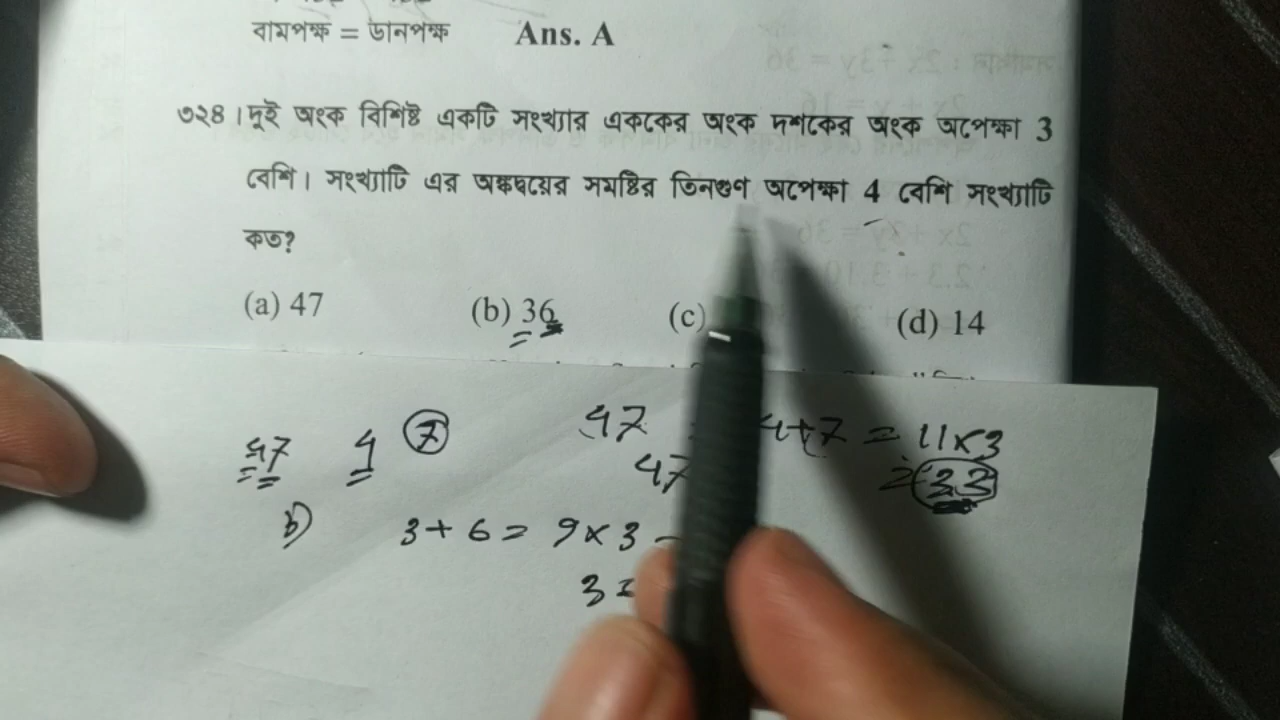 বামপক্ষ = ডানপক্ষ Ans. A
৩২৪। দুই অংক বিশিষ্ট একটি সংখ্যার এককের অংক দশকের অংক অপেক্ষা 3
বেশি। সংখ্যাটি এর অঙ্কদ্বয়ের সমষ্টির তিনগুণ অপেক্ষা 4 বেশি সংখ্যাটি
কত?
(a) 47 (b) 36 (c) (d) 14
47 4 7 47 4+7 = 11×3
47 = 33
b) 3+6 = 9×3
3 =